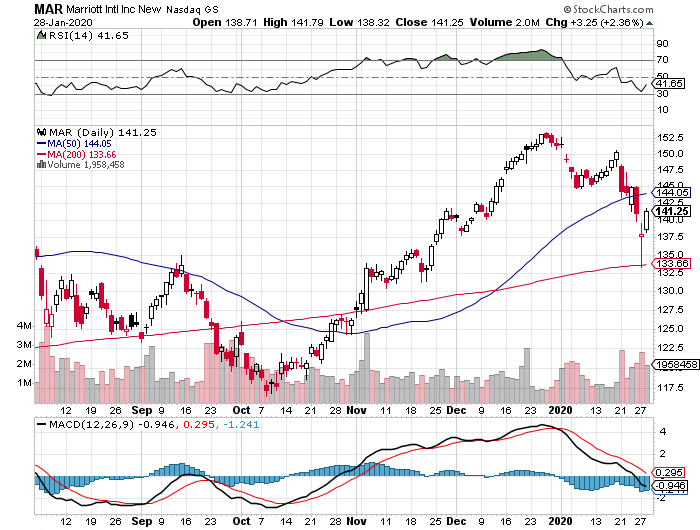 MAR Marriott Intl Inc New Nasdaq GS © StockCharts.com
28-Jan-2020 Open 138.71 High 141.79 Low 138.32 Close 141.25 Volume 2.0M Chg +3.25 (+2.36%)
RSI(14) 41.65
90
70
50
41.65
30
10
MAR (Daily) 141.25
MA(50) 144.05
MA(200) 133.66
Volume 1,958,458
152.5
150.0
147.5
145.0
144.05
141.25
140.0
137.5
135.0
133.66
132.5
130.0
127.5
125.0
122.5
117.5
4M
3M
2M
1M
1958458
12 19 26 Sep 9 16 23 Oct 7 14 21 28 Nov 11 18 25 Dec 9 16 23 2020 13 21 27
MACD(12,26,9) -0.946, 0.295, -1.241
4
2
0.295
-0.946
-2
12 19 26 Sep 9 16 23 Oct 7 14 21 28 Nov 11 18 25 Dec 9 16 23 2020 13 21 27